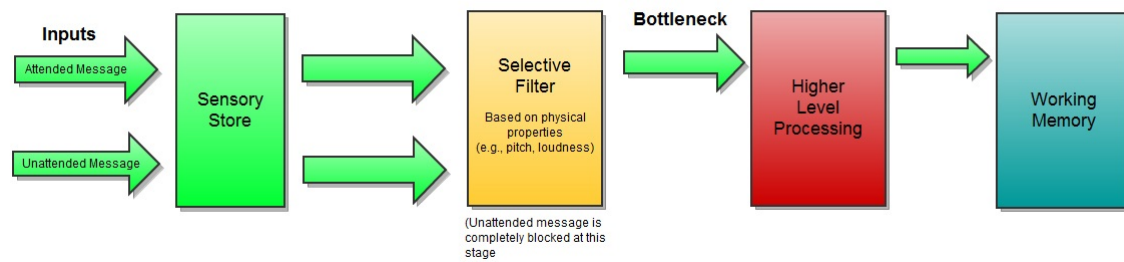 Inputs
Attended Message
Unattended Message
Sensory
Store
Selective
Filter
Based on physical
properties
(e.g., pitch, loudness)
(Unattended message is
completely blocked at this
stage
Bottleneck
Higher
Level
Processing
Working
Memory